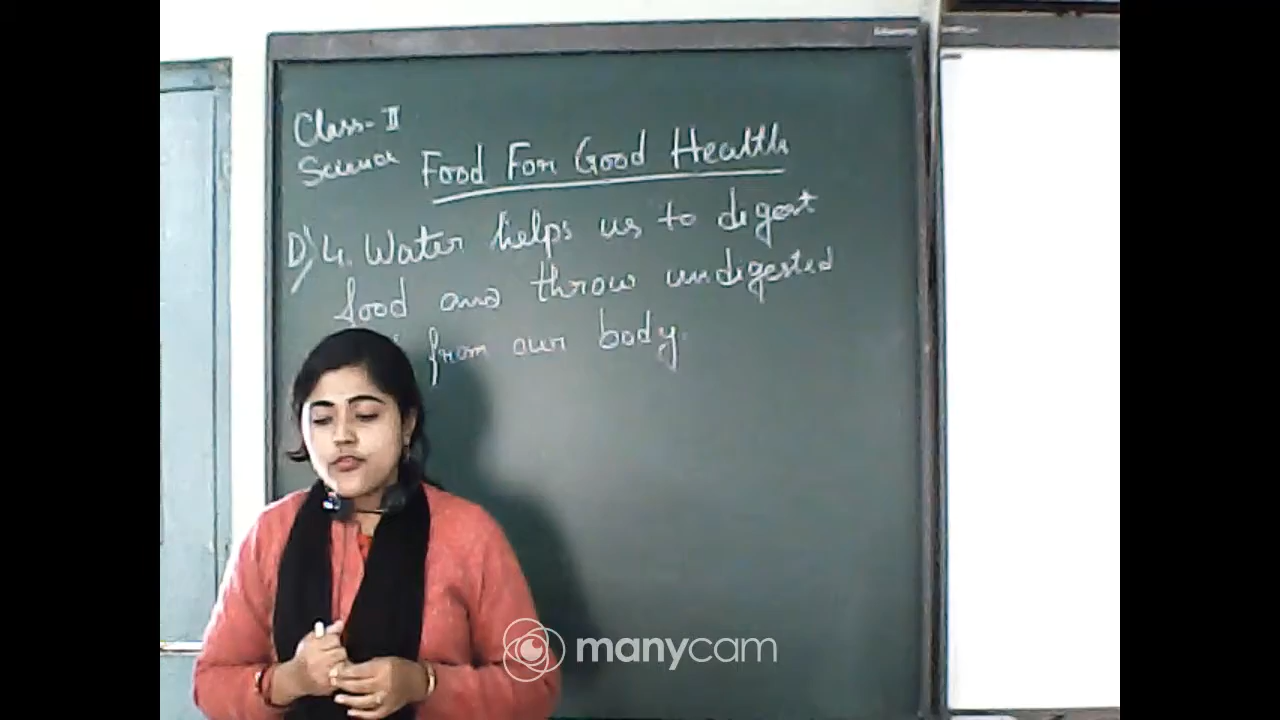 Class-II
Science
Food For Good Health
D) 4. Water helps us to digest
food and throw undigested
from our body.
manycam